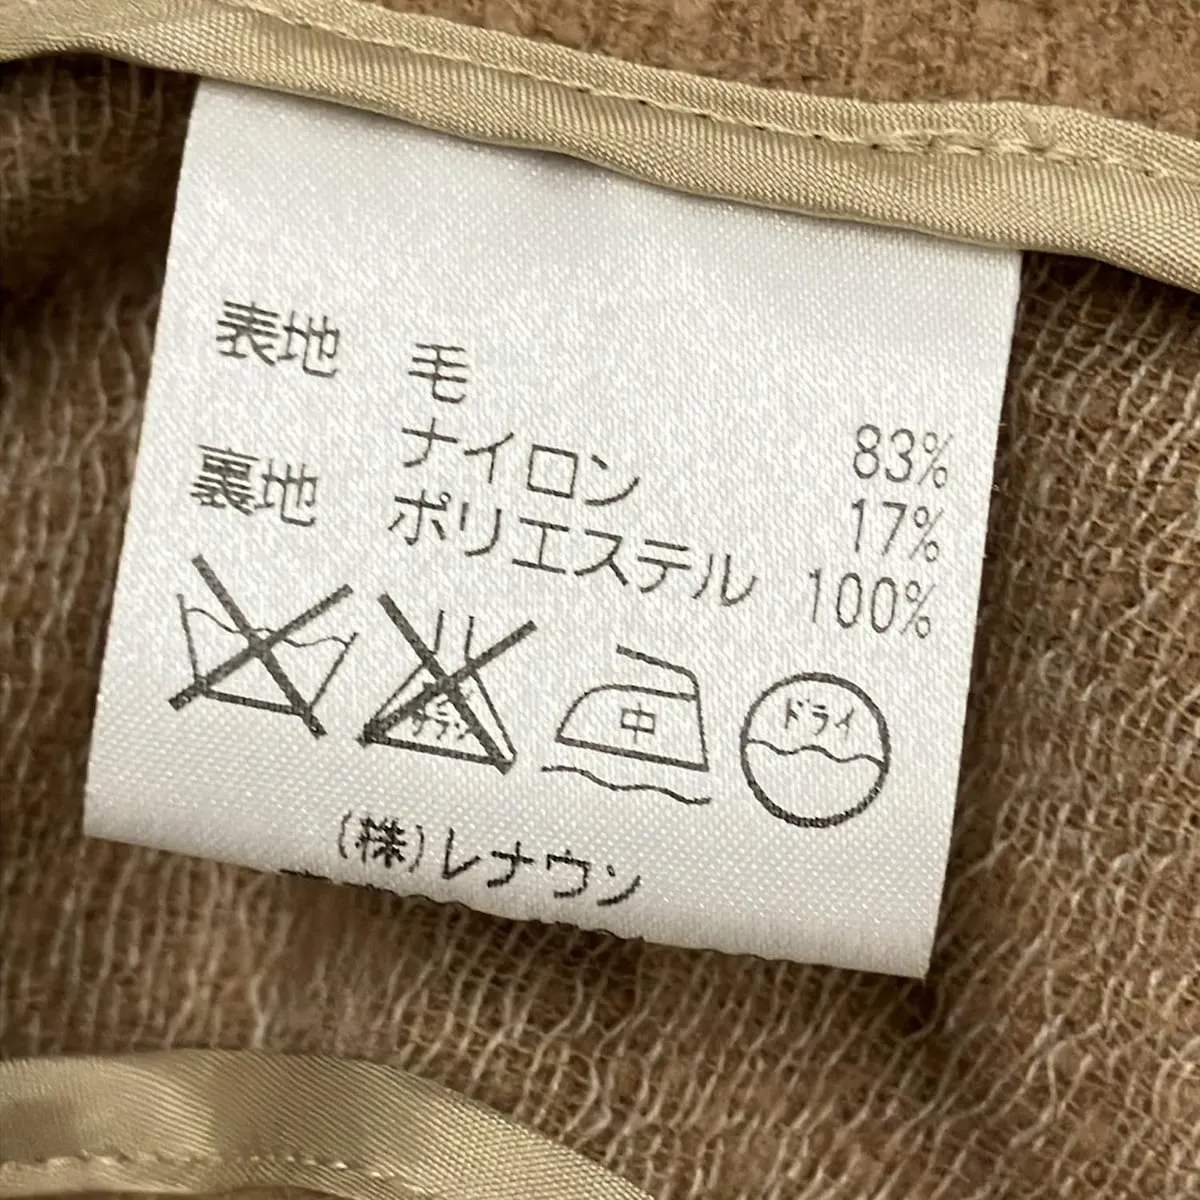 表地 毛 83%
ナイロン 17%
裏地 ポリエステル 100%
中
ドライ
(株)レナウン